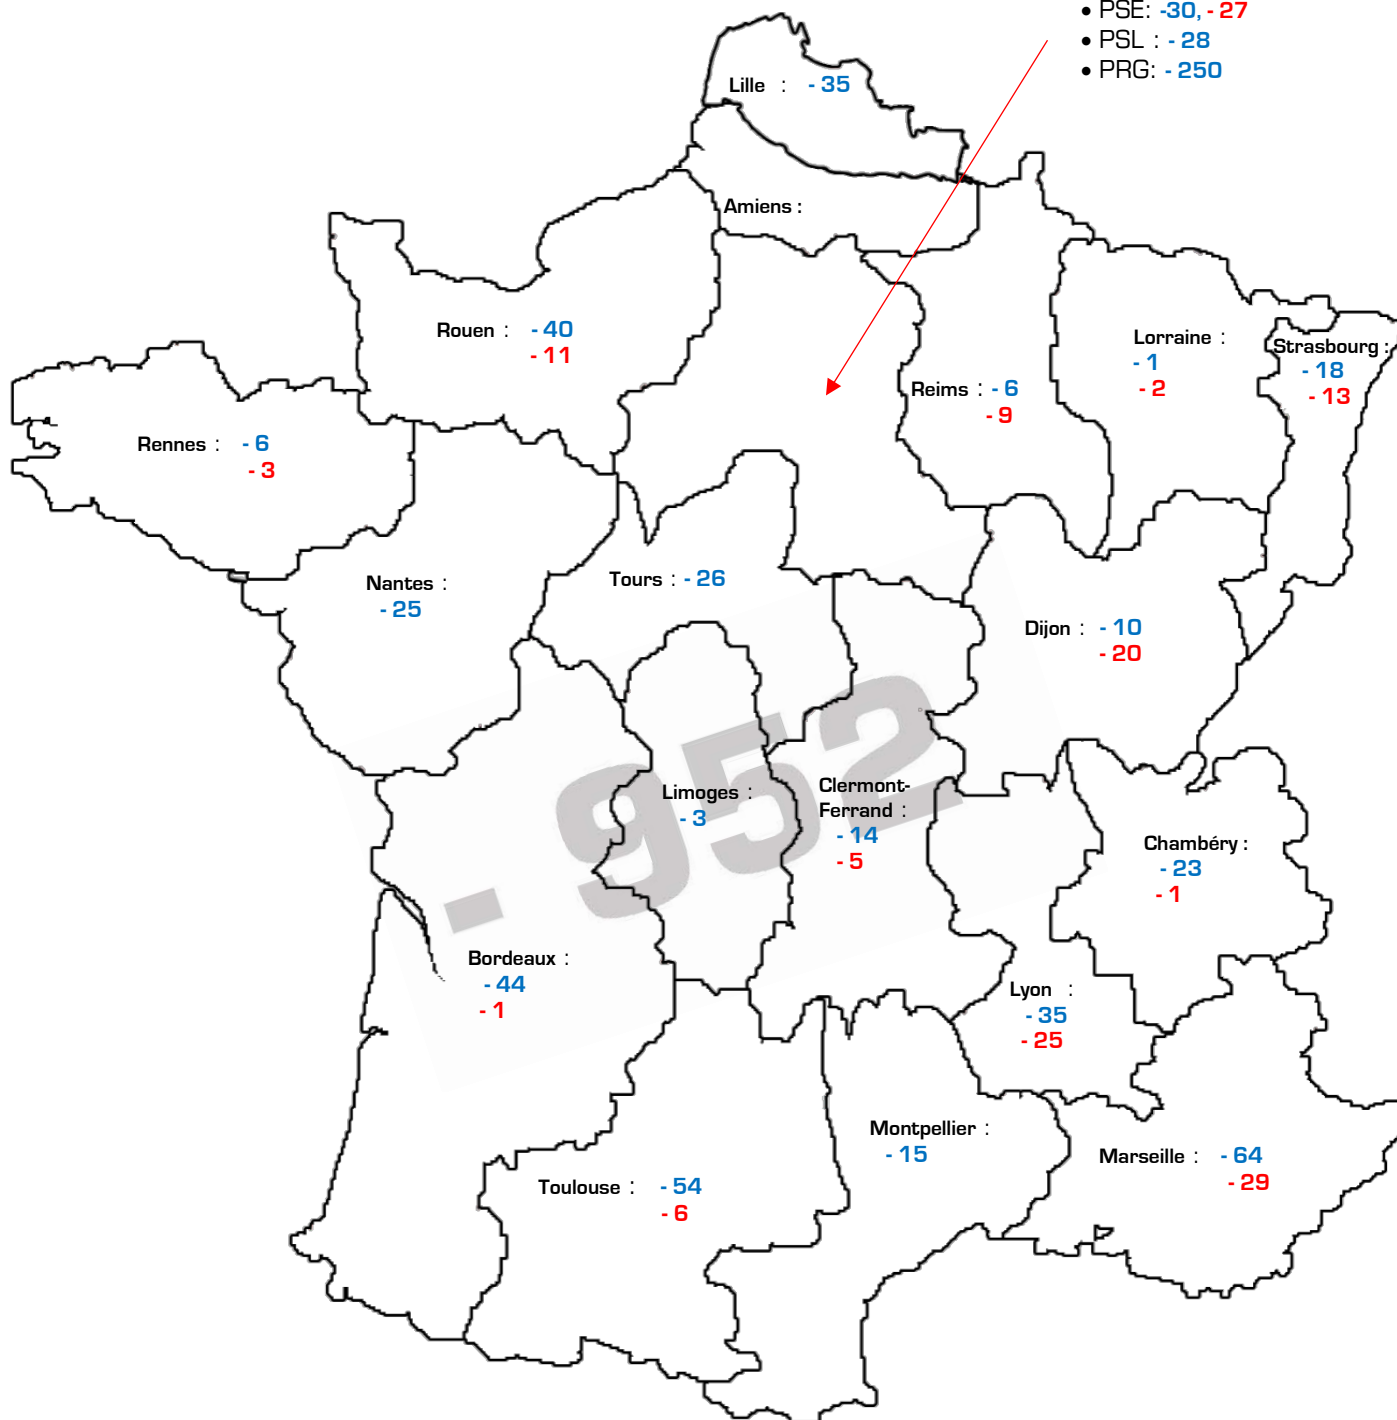 • PSE: -30, - 27
• PSL : - 28
• PRG: - 250
Lille : - 35
Amiens :
Rouen : - 40
- 11
Lorraine :
- 1
- 2
Strasbourg :
- 18
- 13
Reims : - 6
- 9
Rennes : - 6
- 3
Nantes :
- 25
Tours : - 26
Dijon : - 10
- 20
- 952
Limoges :
- 3
Clermont-
Ferrand :
- 14
- 5
Chambéry :
- 23
- 1
Bordeaux :
- 44
- 1
Lyon :
- 35
- 25
Montpellier :
- 15
Marseille : - 64
- 29
Toulouse : - 54
- 6